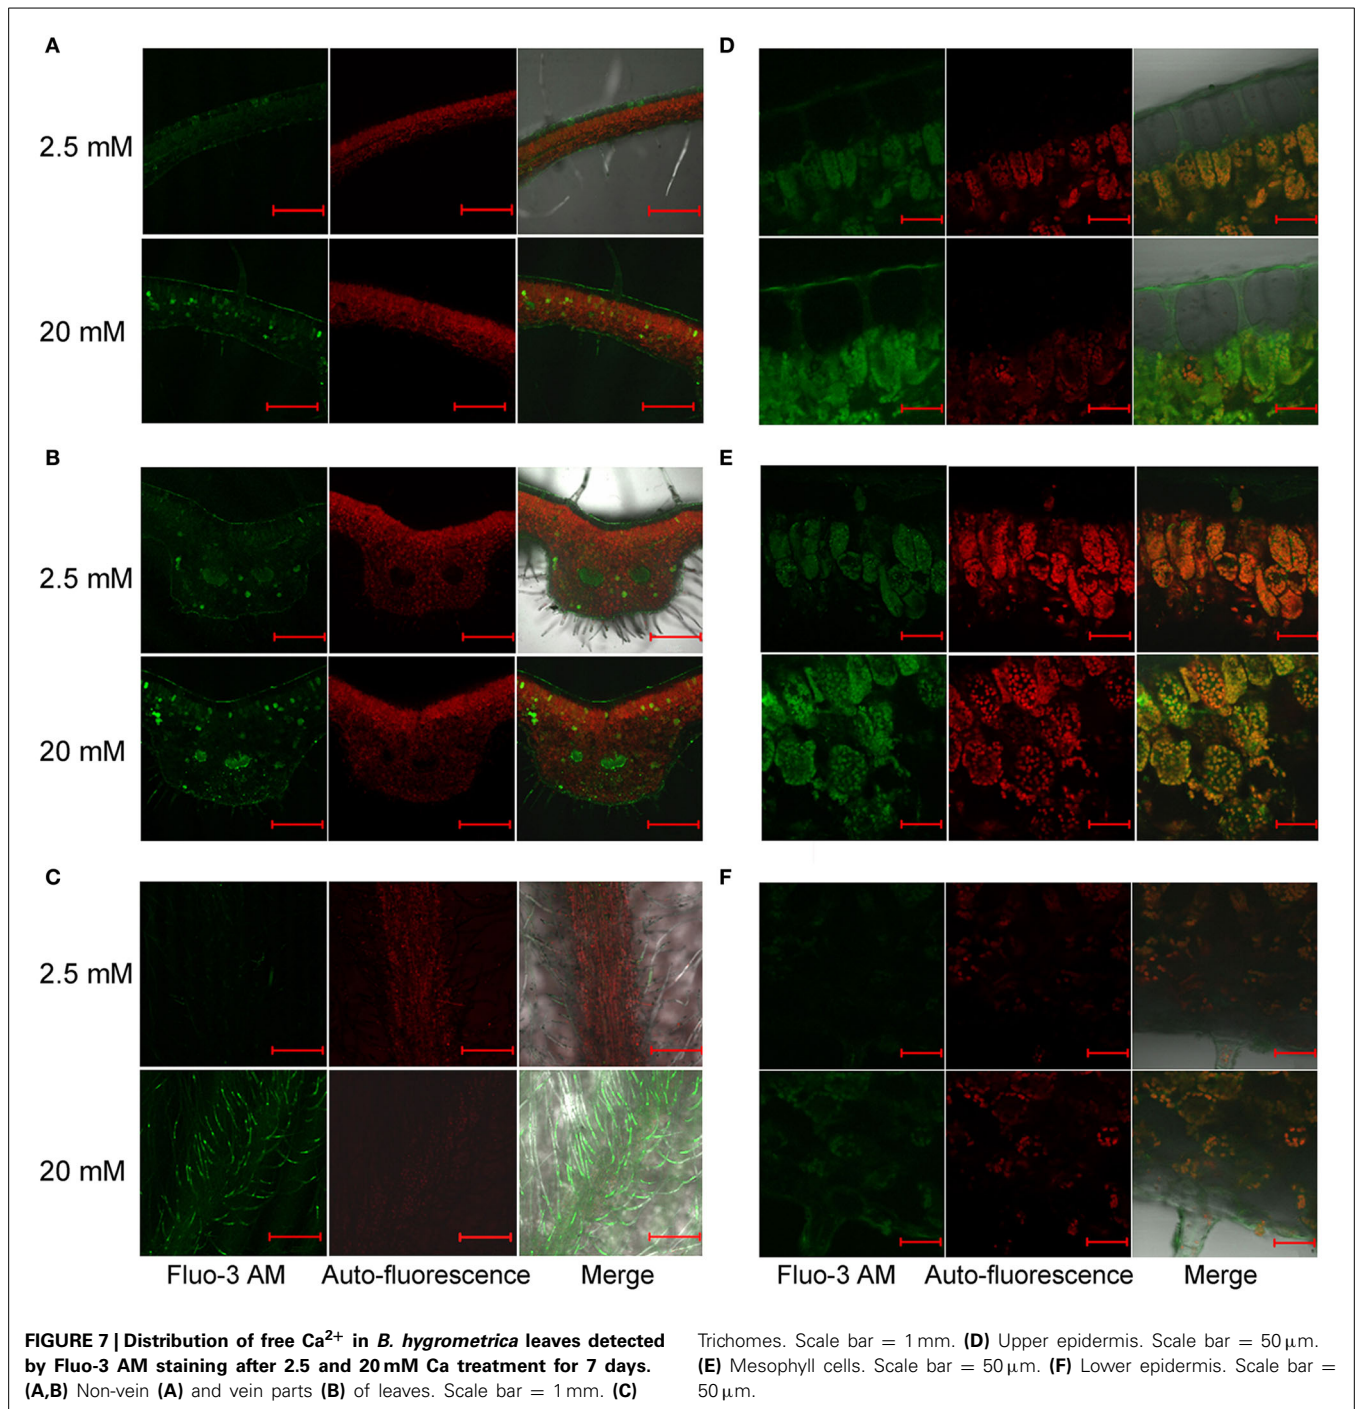 A
2.5 mM
20 mM
B
2.5 mM
20 mM
C
2.5 mM
20 mM
Fluo-3 AM Auto-fluorescence Merge
D
E
F
Fluo-3 AM Auto-fluorescence Merge
FIGURE 7 | Distribution of free Ca²⁺ in B. hygrometrica leaves detected
by Fluo-3 AM staining after 2.5 and 20 mM Ca treatment for 7 days.
(A,B) Non-vein (A) and vein parts (B) of leaves. Scale bar = 1 mm. (C)
Trichomes. Scale bar = 1 mm. (D) Upper epidermis. Scale bar = 50 μm.
(E) Mesophyll cells. Scale bar = 50 μm. (F) Lower epidermis. Scale bar =
50 μm.